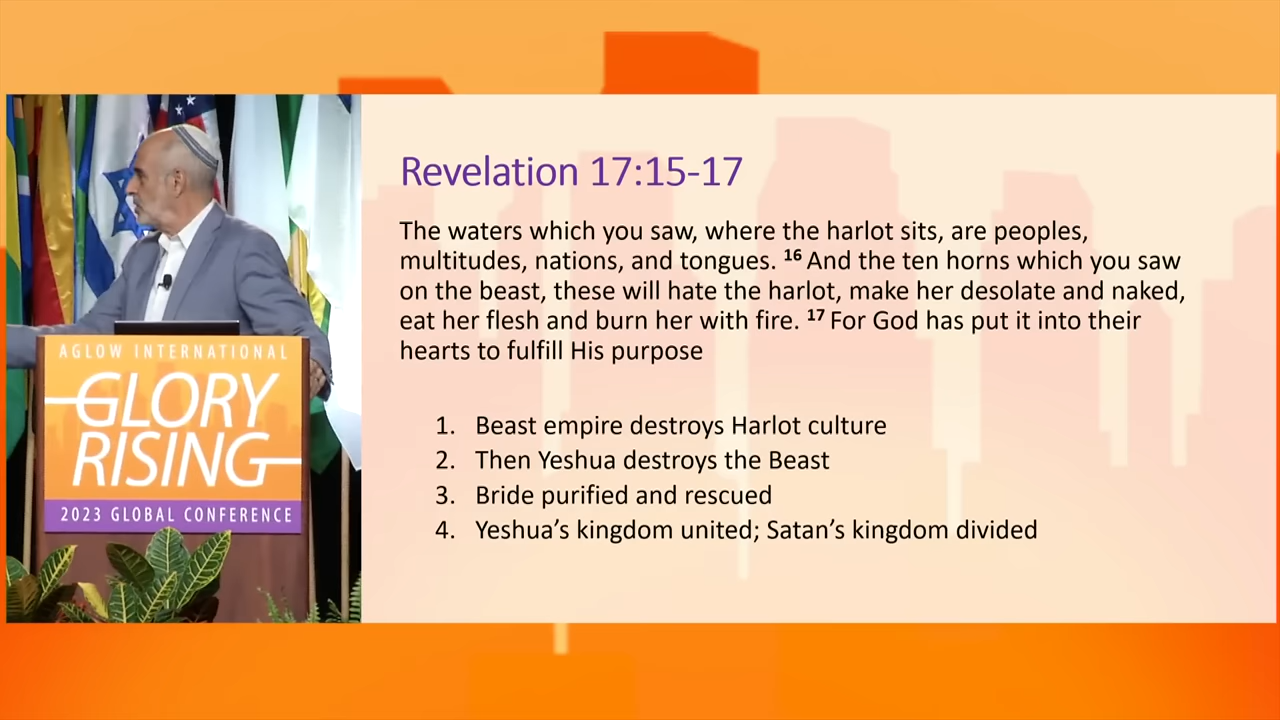 Revelation 17:15-17
The waters which you saw, where the harlot sits, are peoples,
multitudes, nations, and tongues. 16 And the ten horns which you saw
on the beast, these will hate the harlot, make her desolate and naked,
eat her flesh and burn her with fire. 17 For God has put it into their
hearts to fulfill His purpose
1. Beast empire destroys Harlot culture
2. Then Yeshua destroys the Beast
3. Bride purified and rescued
4. Yeshua’s kingdom united; Satan’s kingdom divided
AGLOW INTERNATIONAL
GLORY
RISING
2023 GLOBAL CONFERENCE